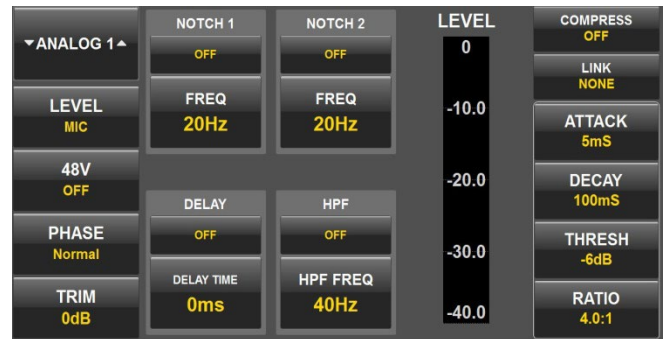 ▼ANALOG 1▲
LEVEL
MIC
48V
OFF
PHASE
Normal
TRIM
0dB
NOTCH 1
OFF
FREQ
20Hz
NOTCH 2
OFF
FREQ
20Hz
DELAY
OFF
DELAY TIME
0ms
HPF
OFF
HPF FREQ
40Hz
LEVEL
0
-10.0
-20.0
-30.0
-40.0
COMPRESS
OFF
LINK
NONE
ATTACK
5mS
DECAY
100mS
THRESH
-6dB
RATIO
4.0:1